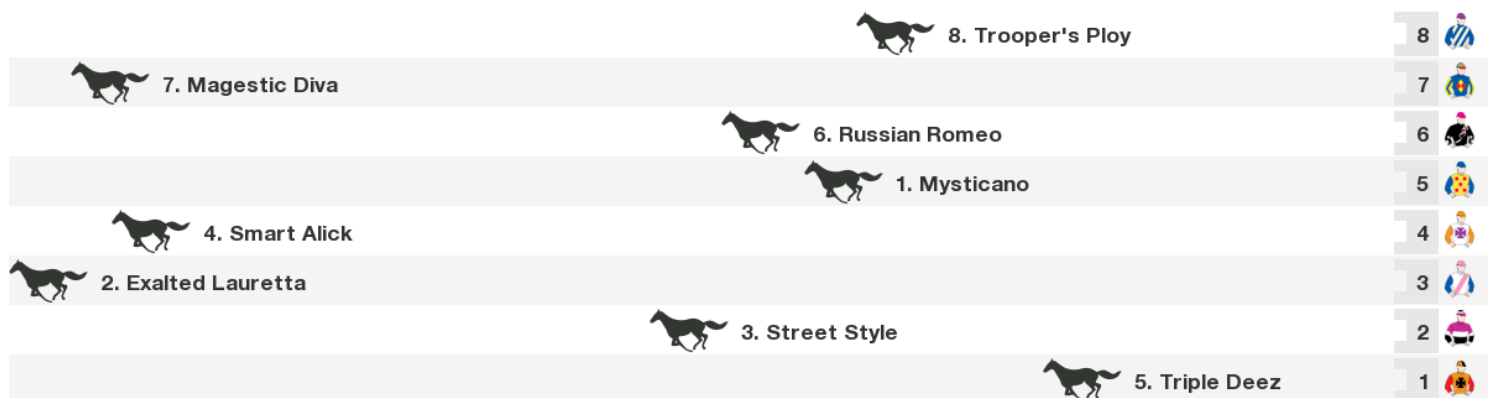 8. Trooper's Ploy 8
7. Magestic Diva 7
6. Russian Romeo 6
1. Mysticano 5
4. Smart Alick 4
2. Exalted Lauretta 3
3. Street Style 2
5. Triple Deez 1